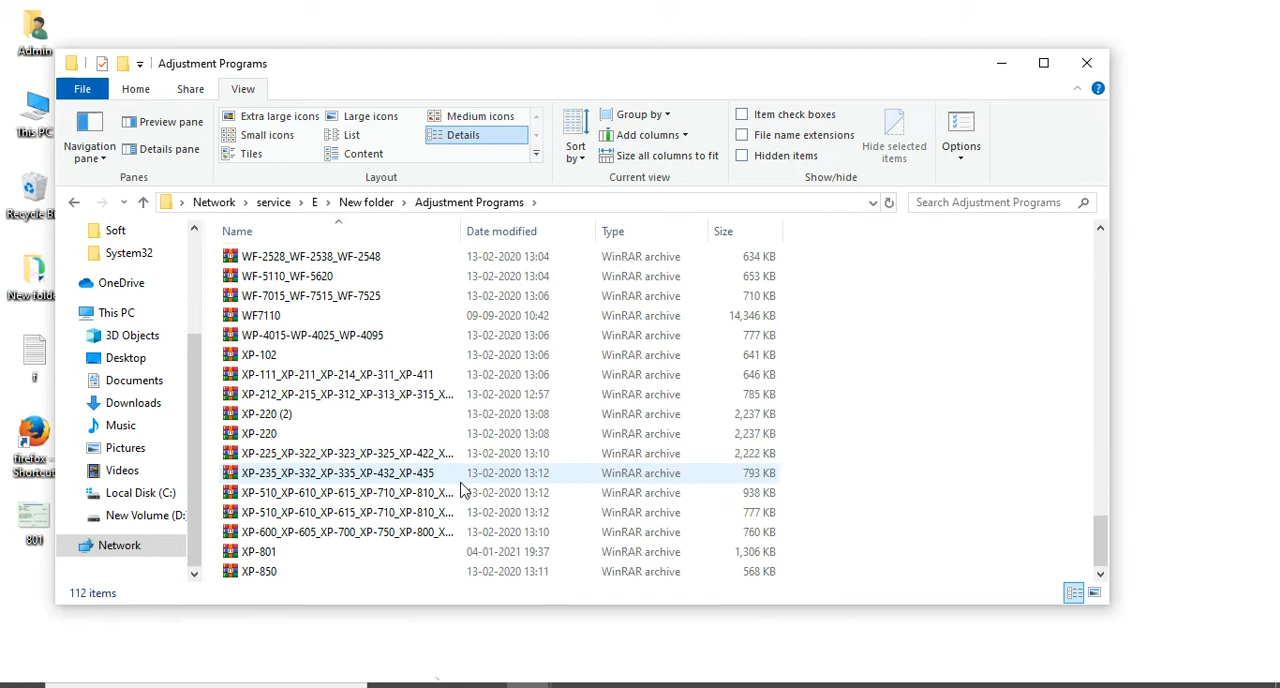 Admin
This PC
Recycle Bi
New folde
firefox -
Shortcut
801
Adjustment Programs
File
Home
Share
View
Navigation
pane
Preview pane
Details pane
Panes
Extra large icons
Large icons
Medium icons
Small icons
List
Details
Tiles
Content
Layout
Sort
by
Group by
Add columns
Size all columns to fit
Current view
Item check boxes
File name extensions
Hidden items
Hide selected
items
Show/hide
Options
Network > service > E > New folder > Adjustment Programs >
Search Adjustment Programs
Soft
System32
OneDrive
This PC
3D Objects
Desktop
Documents
Downloads
Music
Pictures
Videos
Local Disk (C:)
New Volume (D:
Network
Name Date modified Type Size
WF-2528_WF-2538_WF-2548 13-02-2020 13:04 WinRAR archive 634 KB
WF-5110_WF-5620 13-02-2020 13:04 WinRAR archive 653 KB
WF-7015_WF-7515_WF-7525 13-02-2020 13:06 WinRAR archive 710 KB
WF7110 09-09-2020 10:42 WinRAR archive 14,346 KB
WP-4015-WP-4025_WP-4095 13-02-2020 13:06 WinRAR archive 777 KB
XP-102 13-02-2020 13:06 WinRAR archive 641 KB
XP-111_XP-211_XP-214_XP-311_XP-411 13-02-2020 13:06 WinRAR archive 646 KB
XP-212_XP-215_XP-312_XP-313_XP-315_X... 13-02-2020 12:57 WinRAR archive 785 KB
XP-220 (2) 13-02-2020 13:08 WinRAR archive 2,237 KB
XP-220 13-02-2020 13:08 WinRAR archive 2,237 KB
XP-225_XP-322_XP-323_XP-325_XP-422_X... 13-02-2020 13:10 WinRAR archive 2,222 KB
XP-235_XP-332_XP-335_XP-432_XP-435 13-02-2020 13:12 WinRAR archive 793 KB
XP-510_XP-610_XP-615_XP-710_XP-810_X... 13-02-2020 13:12 WinRAR archive 938 KB
XP-510_XP-610_XP-615_XP-710_XP-810_X... 13-02-2020 13:12 WinRAR archive 777 KB
XP-600_XP-605_XP-700_XP-750_XP-800_X... 13-02-2020 13:10 WinRAR archive 760 KB
XP-801 04-01-2021 19:37 WinRAR archive 1,306 KB
XP-850 13-02-2020 13:11 WinRAR archive 568 KB
112 items